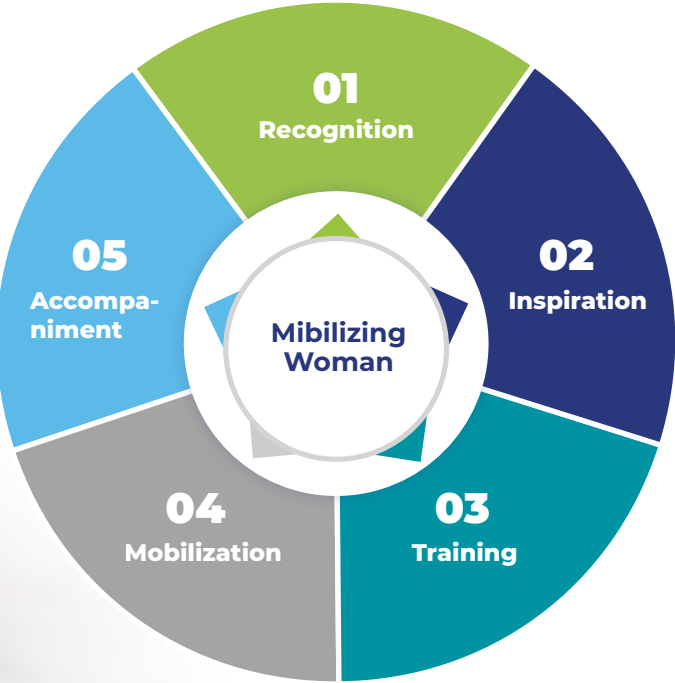 01
Recognition
02
Inspiration
03
Training
04
Mobilization
05
Accompa-
niment
Mibilizing
Woman